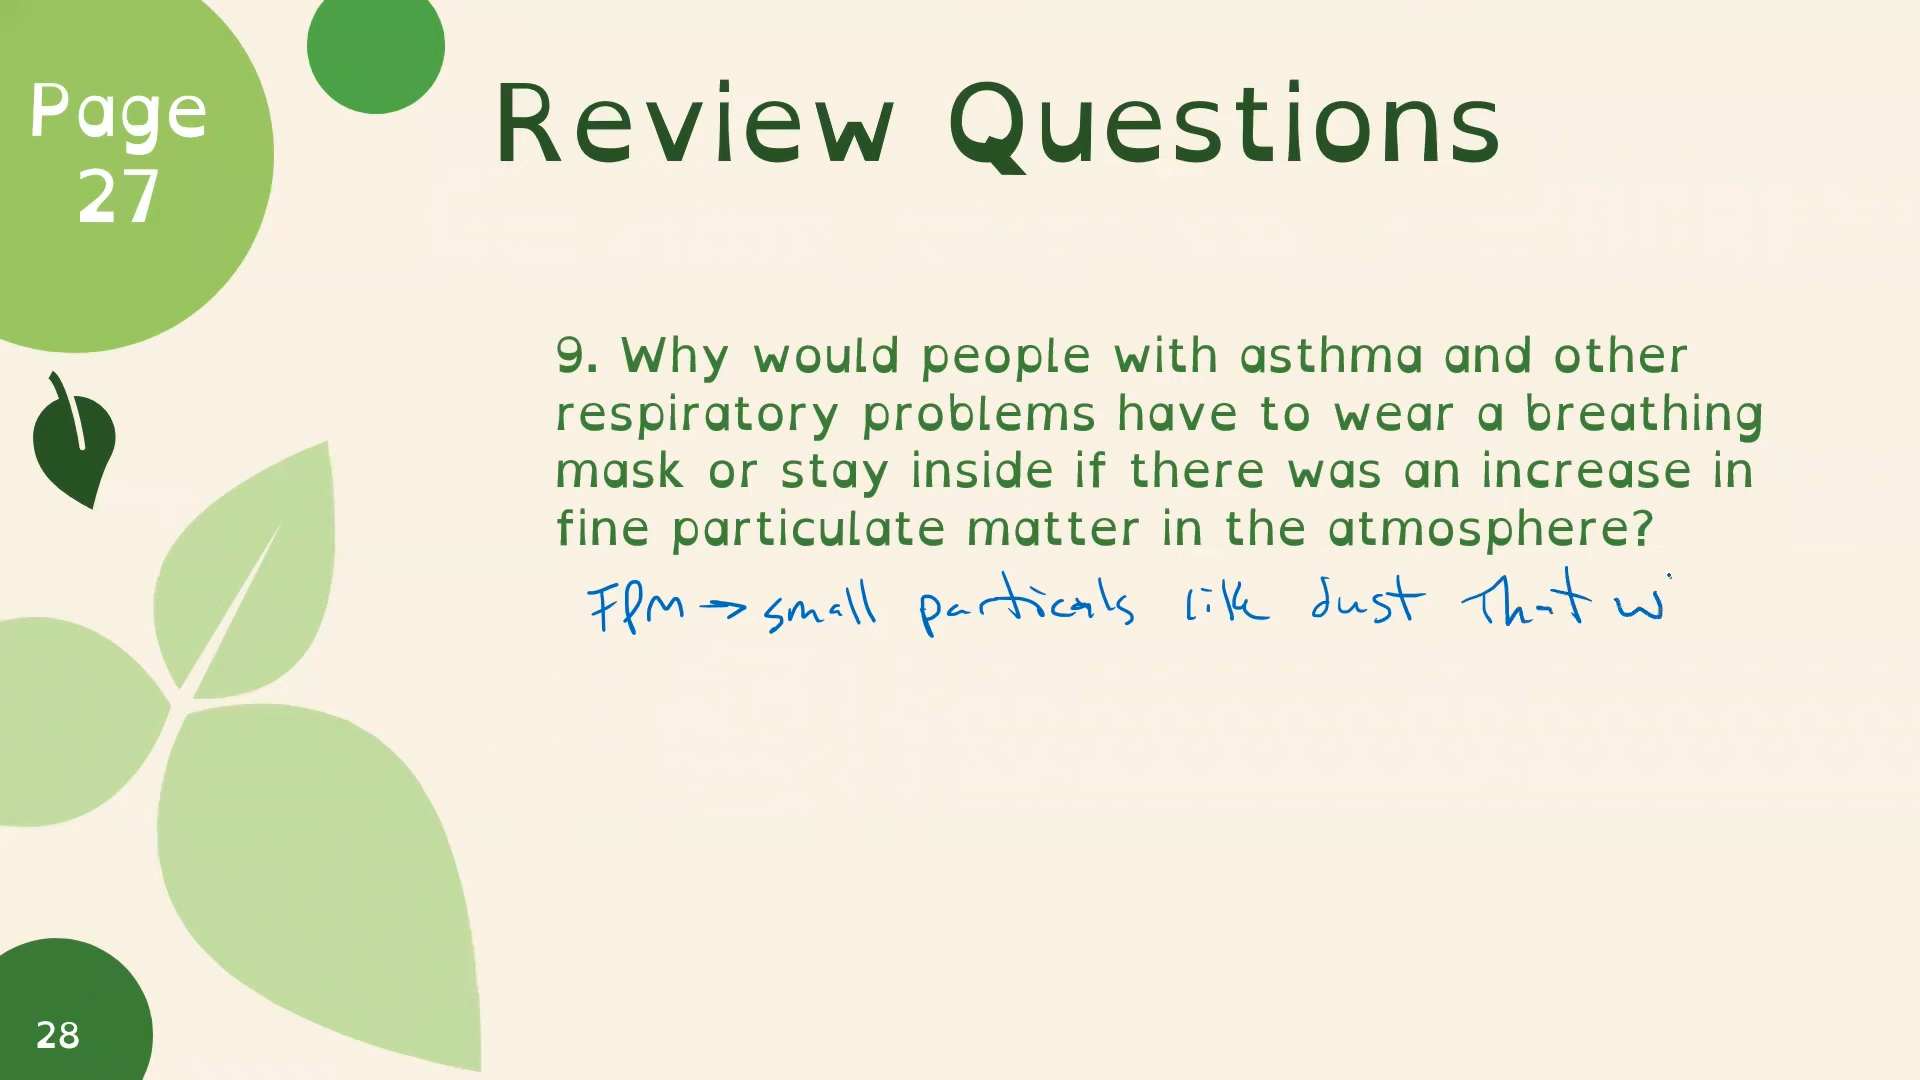 Page
27
Review Questions
9. Why would people with asthma and other
respiratory problems have to wear a breathing
mask or stay inside if there was an increase in
fine particulate matter in the atmosphere?
FPM → small particals like dust that w
28